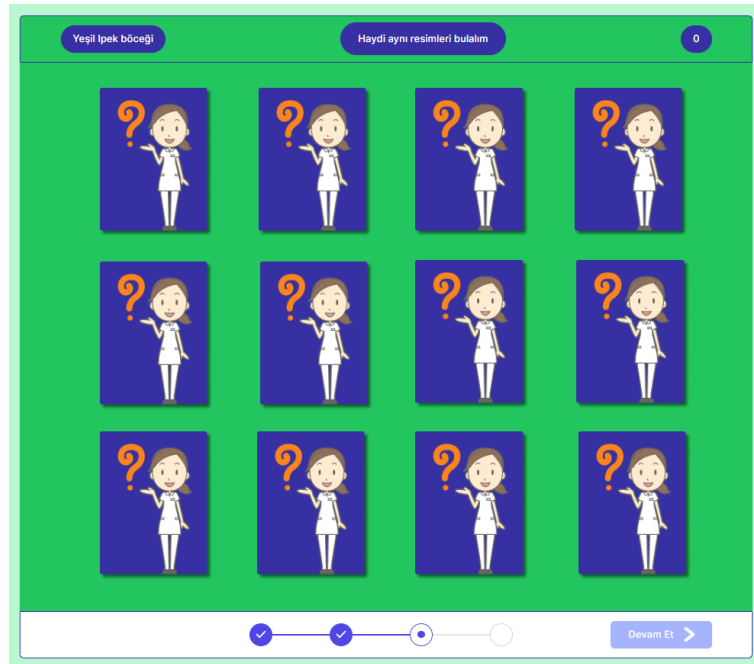 Yeşil Ipek böceği
Haydi aynı resimleri bulalım
0
? ? ? ?
? ? ? ?
? ? ? ?
Devam Et